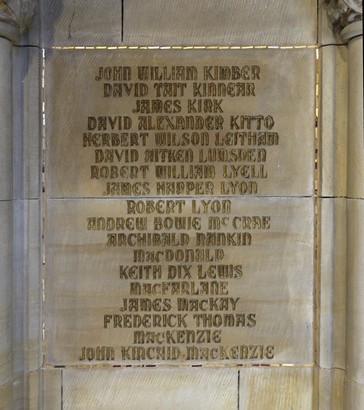 JOHN WILLIAM KIMBER
DAVID TAIT KINNEAR
JAMES KIRK
DAVID ALEXANDER KITTO
HERBERT WILSON LEITHAM
DAVID AITKEN LUMSDEN
ROBERT WILLIAM LYELL
JAMES HAPPER LYON
ROBERT LYON
ANDREW BOWIE McCRAE
ARCHIBALD RANKIN
MACDONALD
KEITH DIX LEWIS
MACFARLANE
JAMES MACKAY
FREDERICK THOMAS
MACKENZIE
JOHN KINCAID MACKENZIE